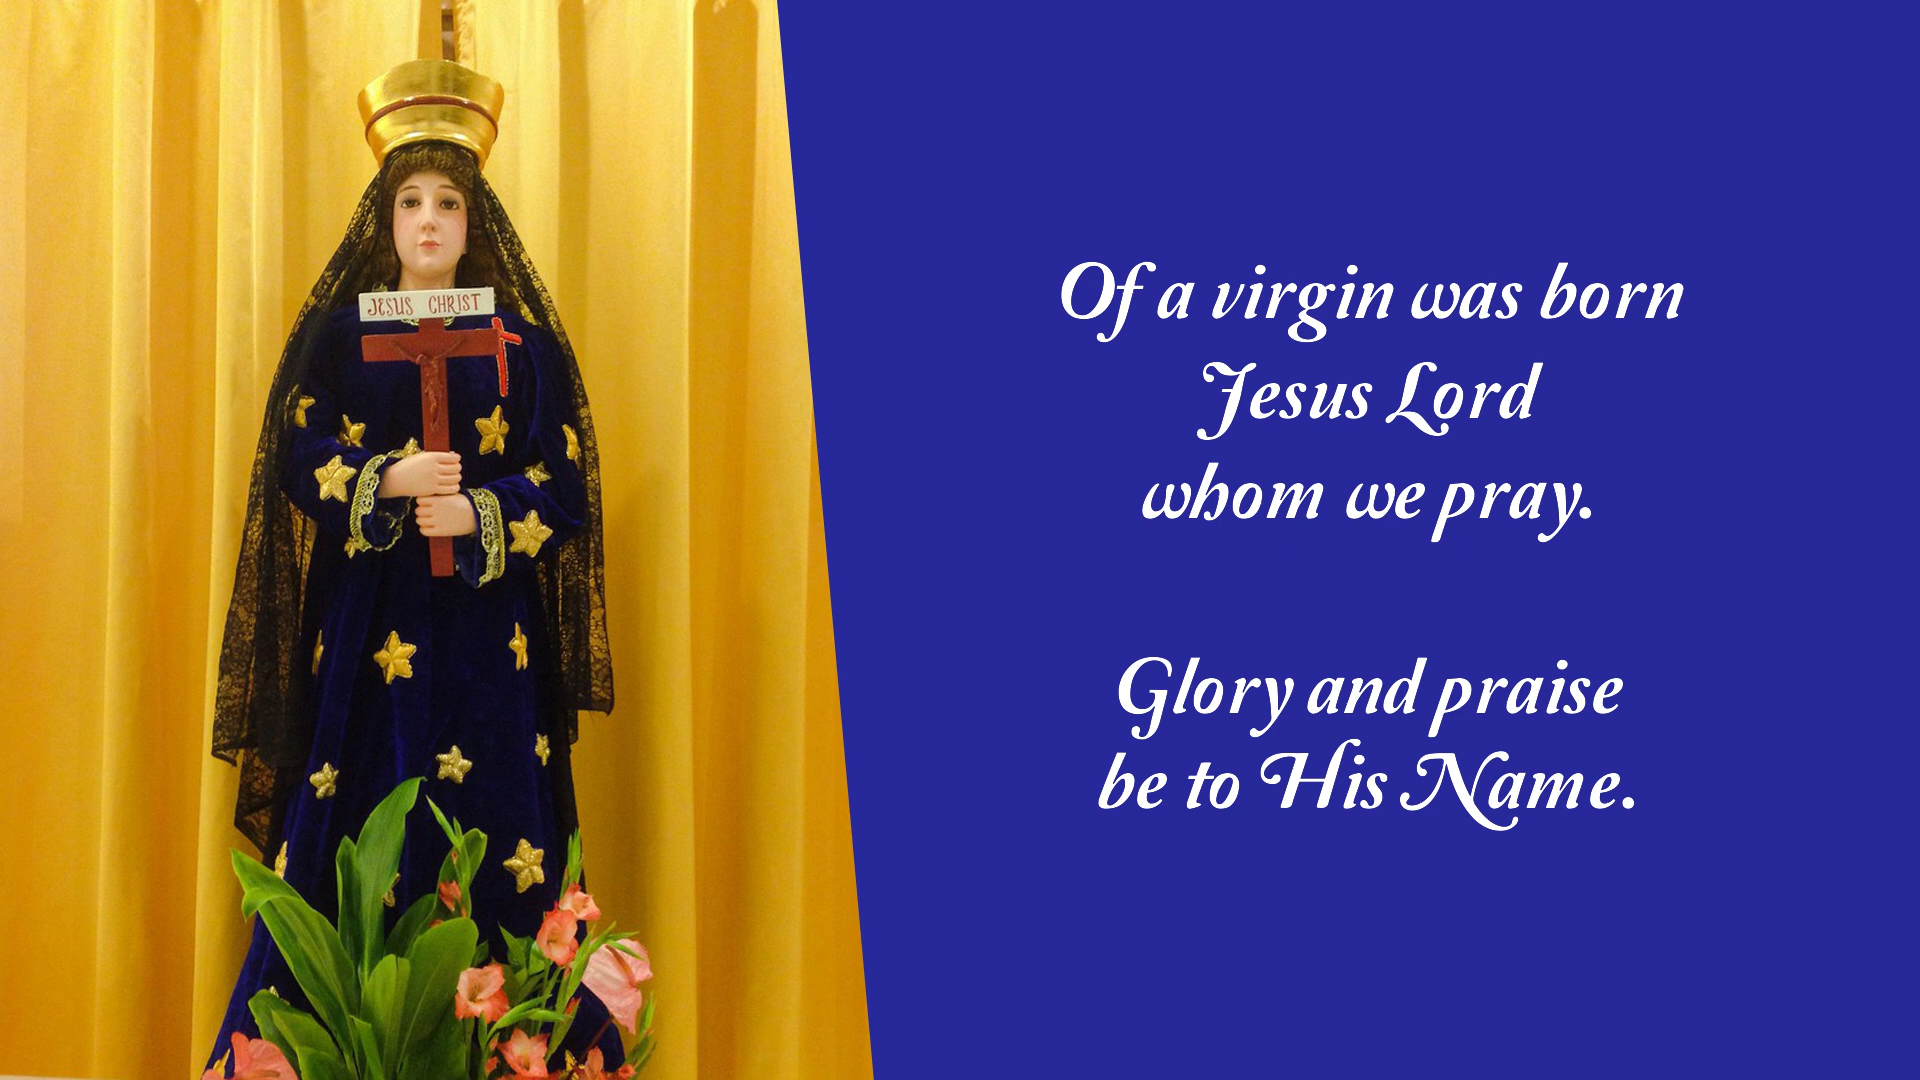 JESUS CHRIST
Of a virgin was born
Jesus Lord
whom we pray.
Glory and praise
be to His Name.